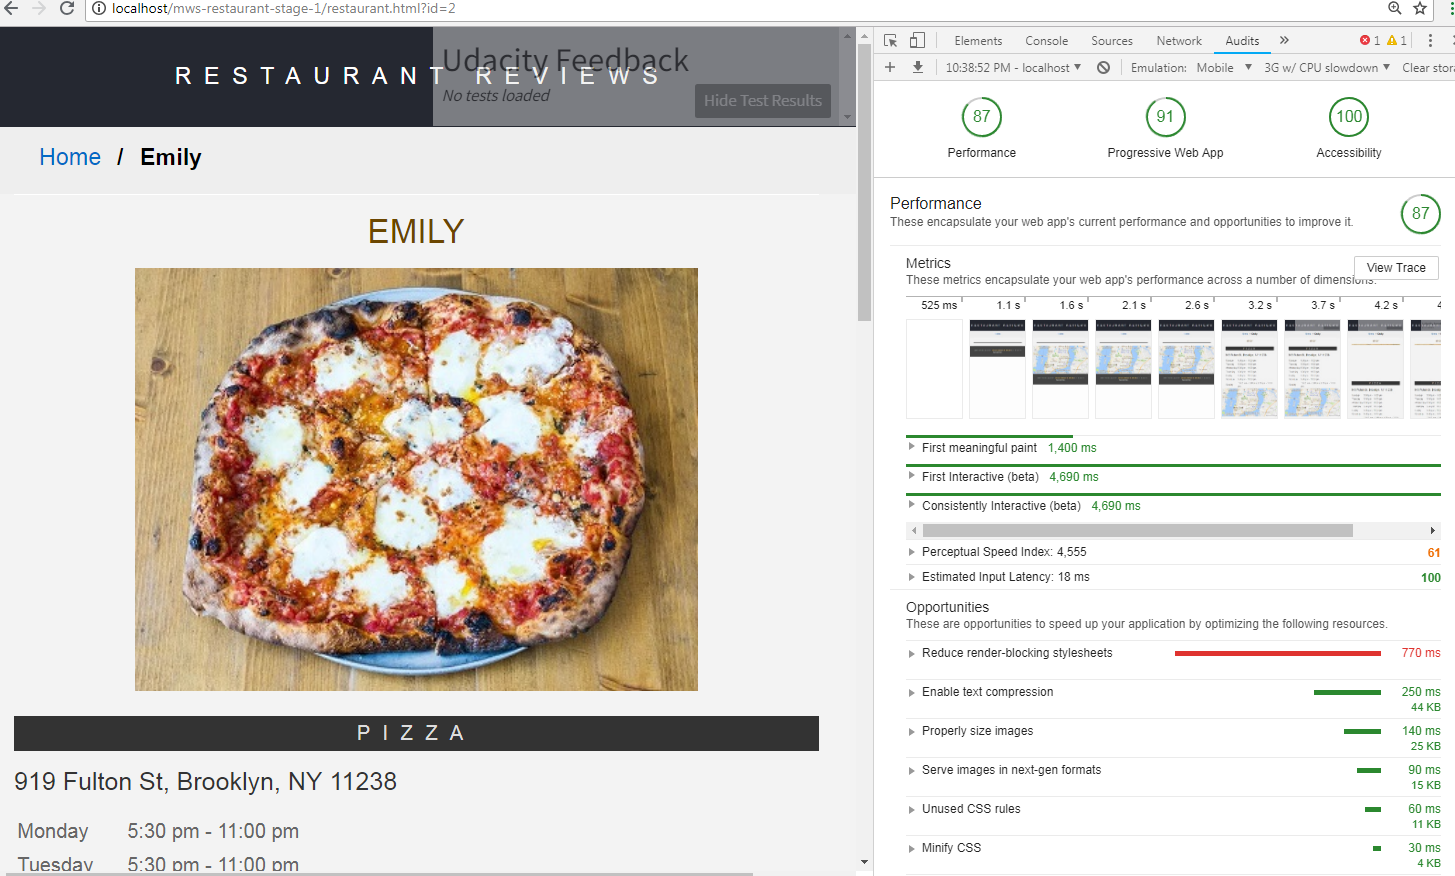 localhost/mws-restaurant-stage-1/restaurant.html?id=2
RESTAURANT REVIEWS
Udacity Feedback
No tests loaded
Hide Test Results
Home / Emily
EMILY
PIZZA
919 Fulton St, Brooklyn, NY 11238
Monday 5:30 pm - 11:00 pm
Tuesday 5:30 pm - 11:00 pm
Elements Console Sources Network Audits » 1 1
10:38:52 PM - localhost Emulation: Mobile 3G w/ CPU slowdown Clear stor
87 91 100
Performance Progressive Web App Accessibility
Performance
These encapsulate your web app's current performance and opportunities to improve it.
87
Metrics
These metrics encapsulate your web app's performance across a number of dimensions.
View Trace
525 ms 1.1 s 1.6 s 2.1 s 2.6 s 3.2 s 3.7 s 4.2 s 4
First meaningful paint 1,400 ms
First Interactive (beta) 4,690 ms
Consistently Interactive (beta) 4,690 ms
Perceptual Speed Index: 4,555 61
Estimated Input Latency: 18 ms 100
Opportunities
These are opportunities to speed up your application by optimizing the following resources.
Reduce render-blocking stylesheets 770 ms
Enable text compression 250 ms
44 KB
Properly size images 140 ms
25 KB
Serve images in next-gen formats 90 ms
15 KB
Unused CSS rules 60 ms
11 KB
Minify CSS 30 ms
4 KB